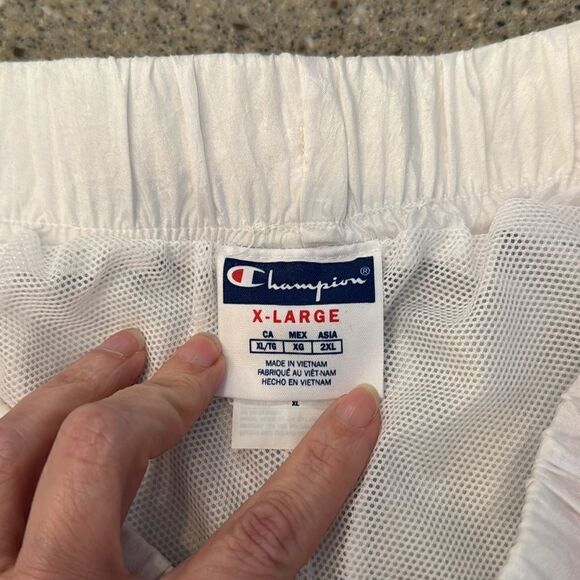 Champion®
X-LARGE
CA MEX ASIA
XL/TG XG 2XL
MADE IN VIETNAM
FABRIQUÉ AU VIÊT-NAM
HECHO EN VIETNAM
XL